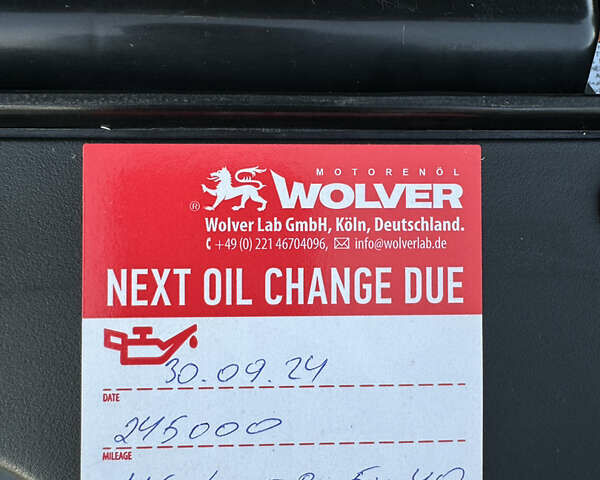 MOTORENÖL
® WOLVER
Wolver Lab GmbH, Köln, Deutschland.
+49 (0) 221 46704096, info@wolverlab.de
NEXT OIL CHANGE DUE
30.09.24
DATE
245000
MILEAGE
5w40